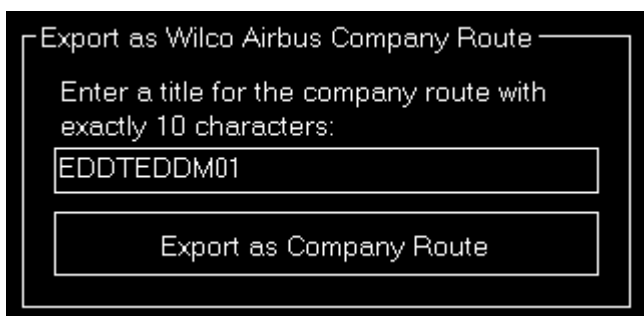 Export as Wilco Airbus Company Route
Enter a title for the company route with
exactly 10 characters:
EDDTEDDM01
Export as Company Route